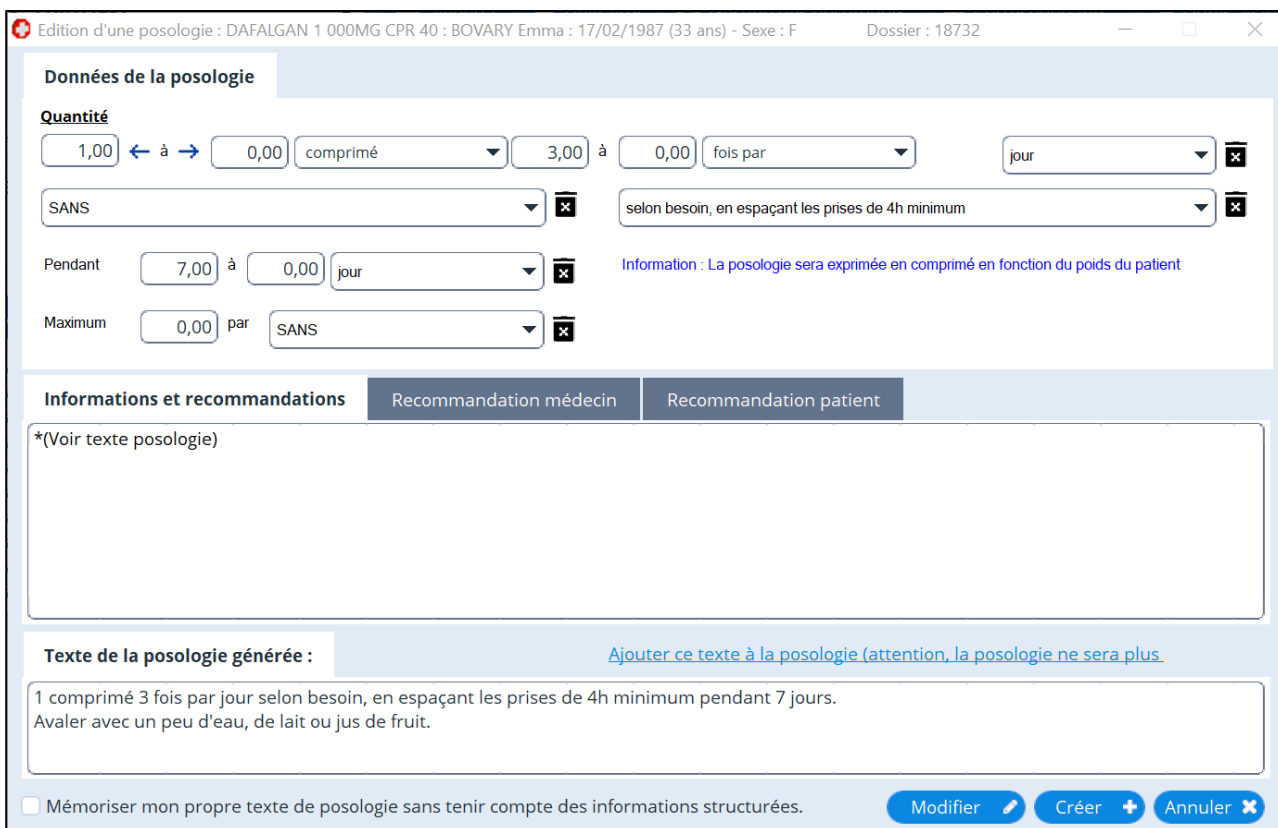 Edition d'une posologie : DAFALGAN 1 000MG CPR 40 : BOVARY Emma : 17/02/1987 (33 ans) - Sexe : F Dossier : 18732
Données de la posologie
Quantité
1,00 à 0,00 comprimé 3,00 à 0,00 fois par jour
SANS selon besoin, en espaçant les prises de 4h minimum
Pendant 7,00 à 0,00 jour Information : La posologie sera exprimée en comprimé en fonction du poids du patient
Maximum 0,00 par SANS
Informations et recommandations Recommandation médecin Recommandation patient
*(Voir texte posologie)
Texte de la posologie générée : Ajouter ce texte à la posologie (attention, la posologie ne sera plus
1 comprimé 3 fois par jour selon besoin, en espaçant les prises de 4h minimum pendant 7 jours.
Avaler avec un peu d'eau, de lait ou jus de fruit.
Mémoriser mon propre texte de posologie sans tenir compte des informations structurées. Modifier Créer Annuler